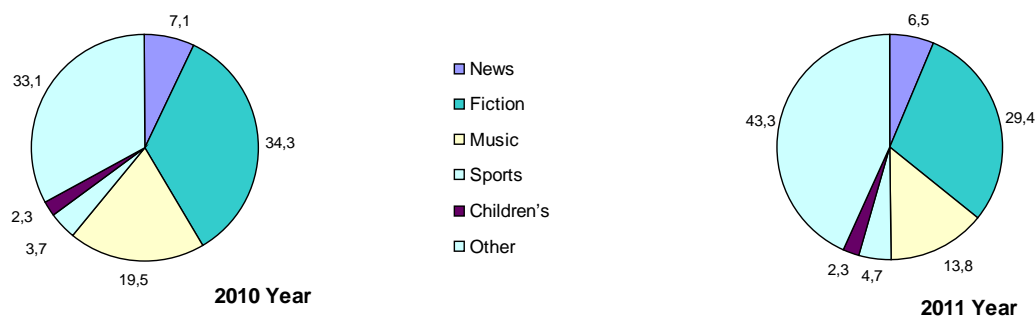 7,1
33,1
34,3
2,3
3,7
19,5
2010 Year
News
Fiction
Music
Sports
Children's
Other
6,5
43,3
29,4
2,3
4,7
13,8
2011 Year